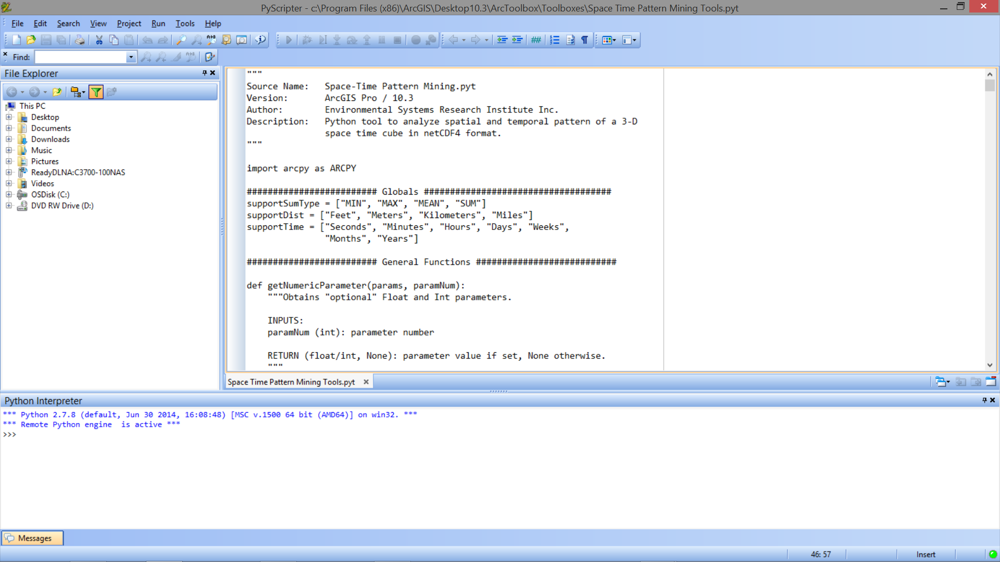 PyScripter - c:\Program Files (x86)\ArcGIS\Desktop10.3\ArcToolbox\Toolboxes\Space Time Pattern Mining Tools.pyt
File Edit Search View Project Run Tools Help
Find:
File Explorer
This PC
Desktop
Documents
Downloads
Music
Pictures
ReadyDLNA:C3700-100NAS
Videos
OSDisk (C:)
DVD RW Drive (D:)
"""
Source Name:   Space-Time Pattern Mining.pyt
Version:       ArcGIS Pro / 10.3
Author:        Environmental Systems Research Institute Inc.
Description:   Python tool to analyze spatial and temporal pattern of a 3-D
               space time cube in netCDF4 format.
"""
import arcpy as ARCPY
######################### Globals ####################################
supportSumType = ["MIN", "MAX", "MEAN", "SUM"]
supportDist = ["Feet", "Meters", "Kilometers", "Miles"]
supportTime = ["Seconds", "Minutes", "Hours", "Days", "Weeks",
               "Months", "Years"]
######################### General Functions ###########################
def getNumericParameter(params, paramNum):
    """Obtains "optional" Float and Int parameters.
    INPUTS:
    paramNum (int): parameter number
    RETURN (float/int, None): parameter value if set, None otherwise.
    """
Space Time Pattern Mining Tools.pyt
Python Interpreter
*** Python 2.7.8 (default, Jun 30 2014, 16:08:48) [MSC v.1500 64 bit (AMD64)] on win32. ***
*** Remote Python engine  is active ***
>>>
Messages
46: 57
Insert